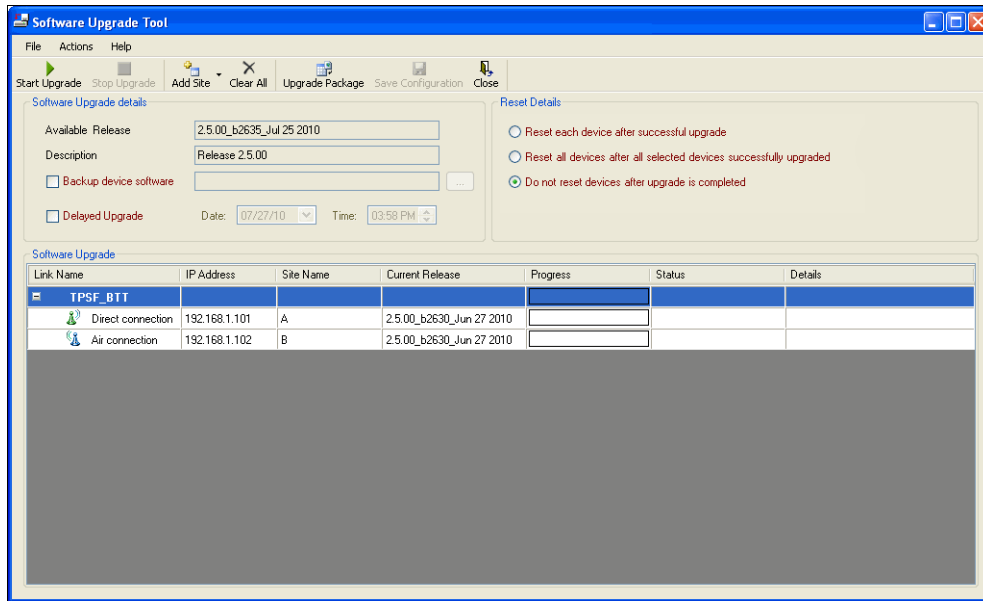 Software Upgrade Tool
File Actions Help
Start Upgrade Stop Upgrade Add Site Clear All Upgrade Package Save Configuration Close
Software Upgrade details
Available Release 2.5.00_b2635_Jul 25 2010
Description Release 2.5.00
Backup device software ...
Delayed Upgrade Date: 07/27/10 Time: 03:58 PM
Reset Details
Reset each device after successful upgrade
Reset all devices after all selected devices successfully upgraded
Do not reset devices after upgrade is completed
Software Upgrade
Link Name IP Address Site Name Current Release Progress Status Details
TPSF_BTT
Direct connection 192.168.1.101 A 2.5.00_b2630_Jun 27 2010
Air connection 192.168.1.102 B 2.5.00_b2630_Jun 27 2010